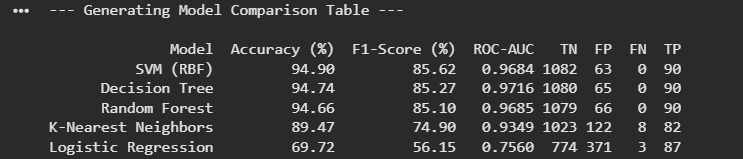 ••• --- Generating Model Comparison Table ---
Model Accuracy (%) F1-Score (%) ROC-AUC TN FP FN TP
SVM (RBF) 94.90 85.62 0.9684 1082 63 0 90
Decision Tree 94.74 85.27 0.9716 1080 65 0 90
Random Forest 94.66 85.10 0.9685 1079 66 0 90
K-Nearest Neighbors 89.47 74.90 0.9349 1023 122 8 82
Logistic Regression 69.72 56.15 0.7560 774 371 3 87